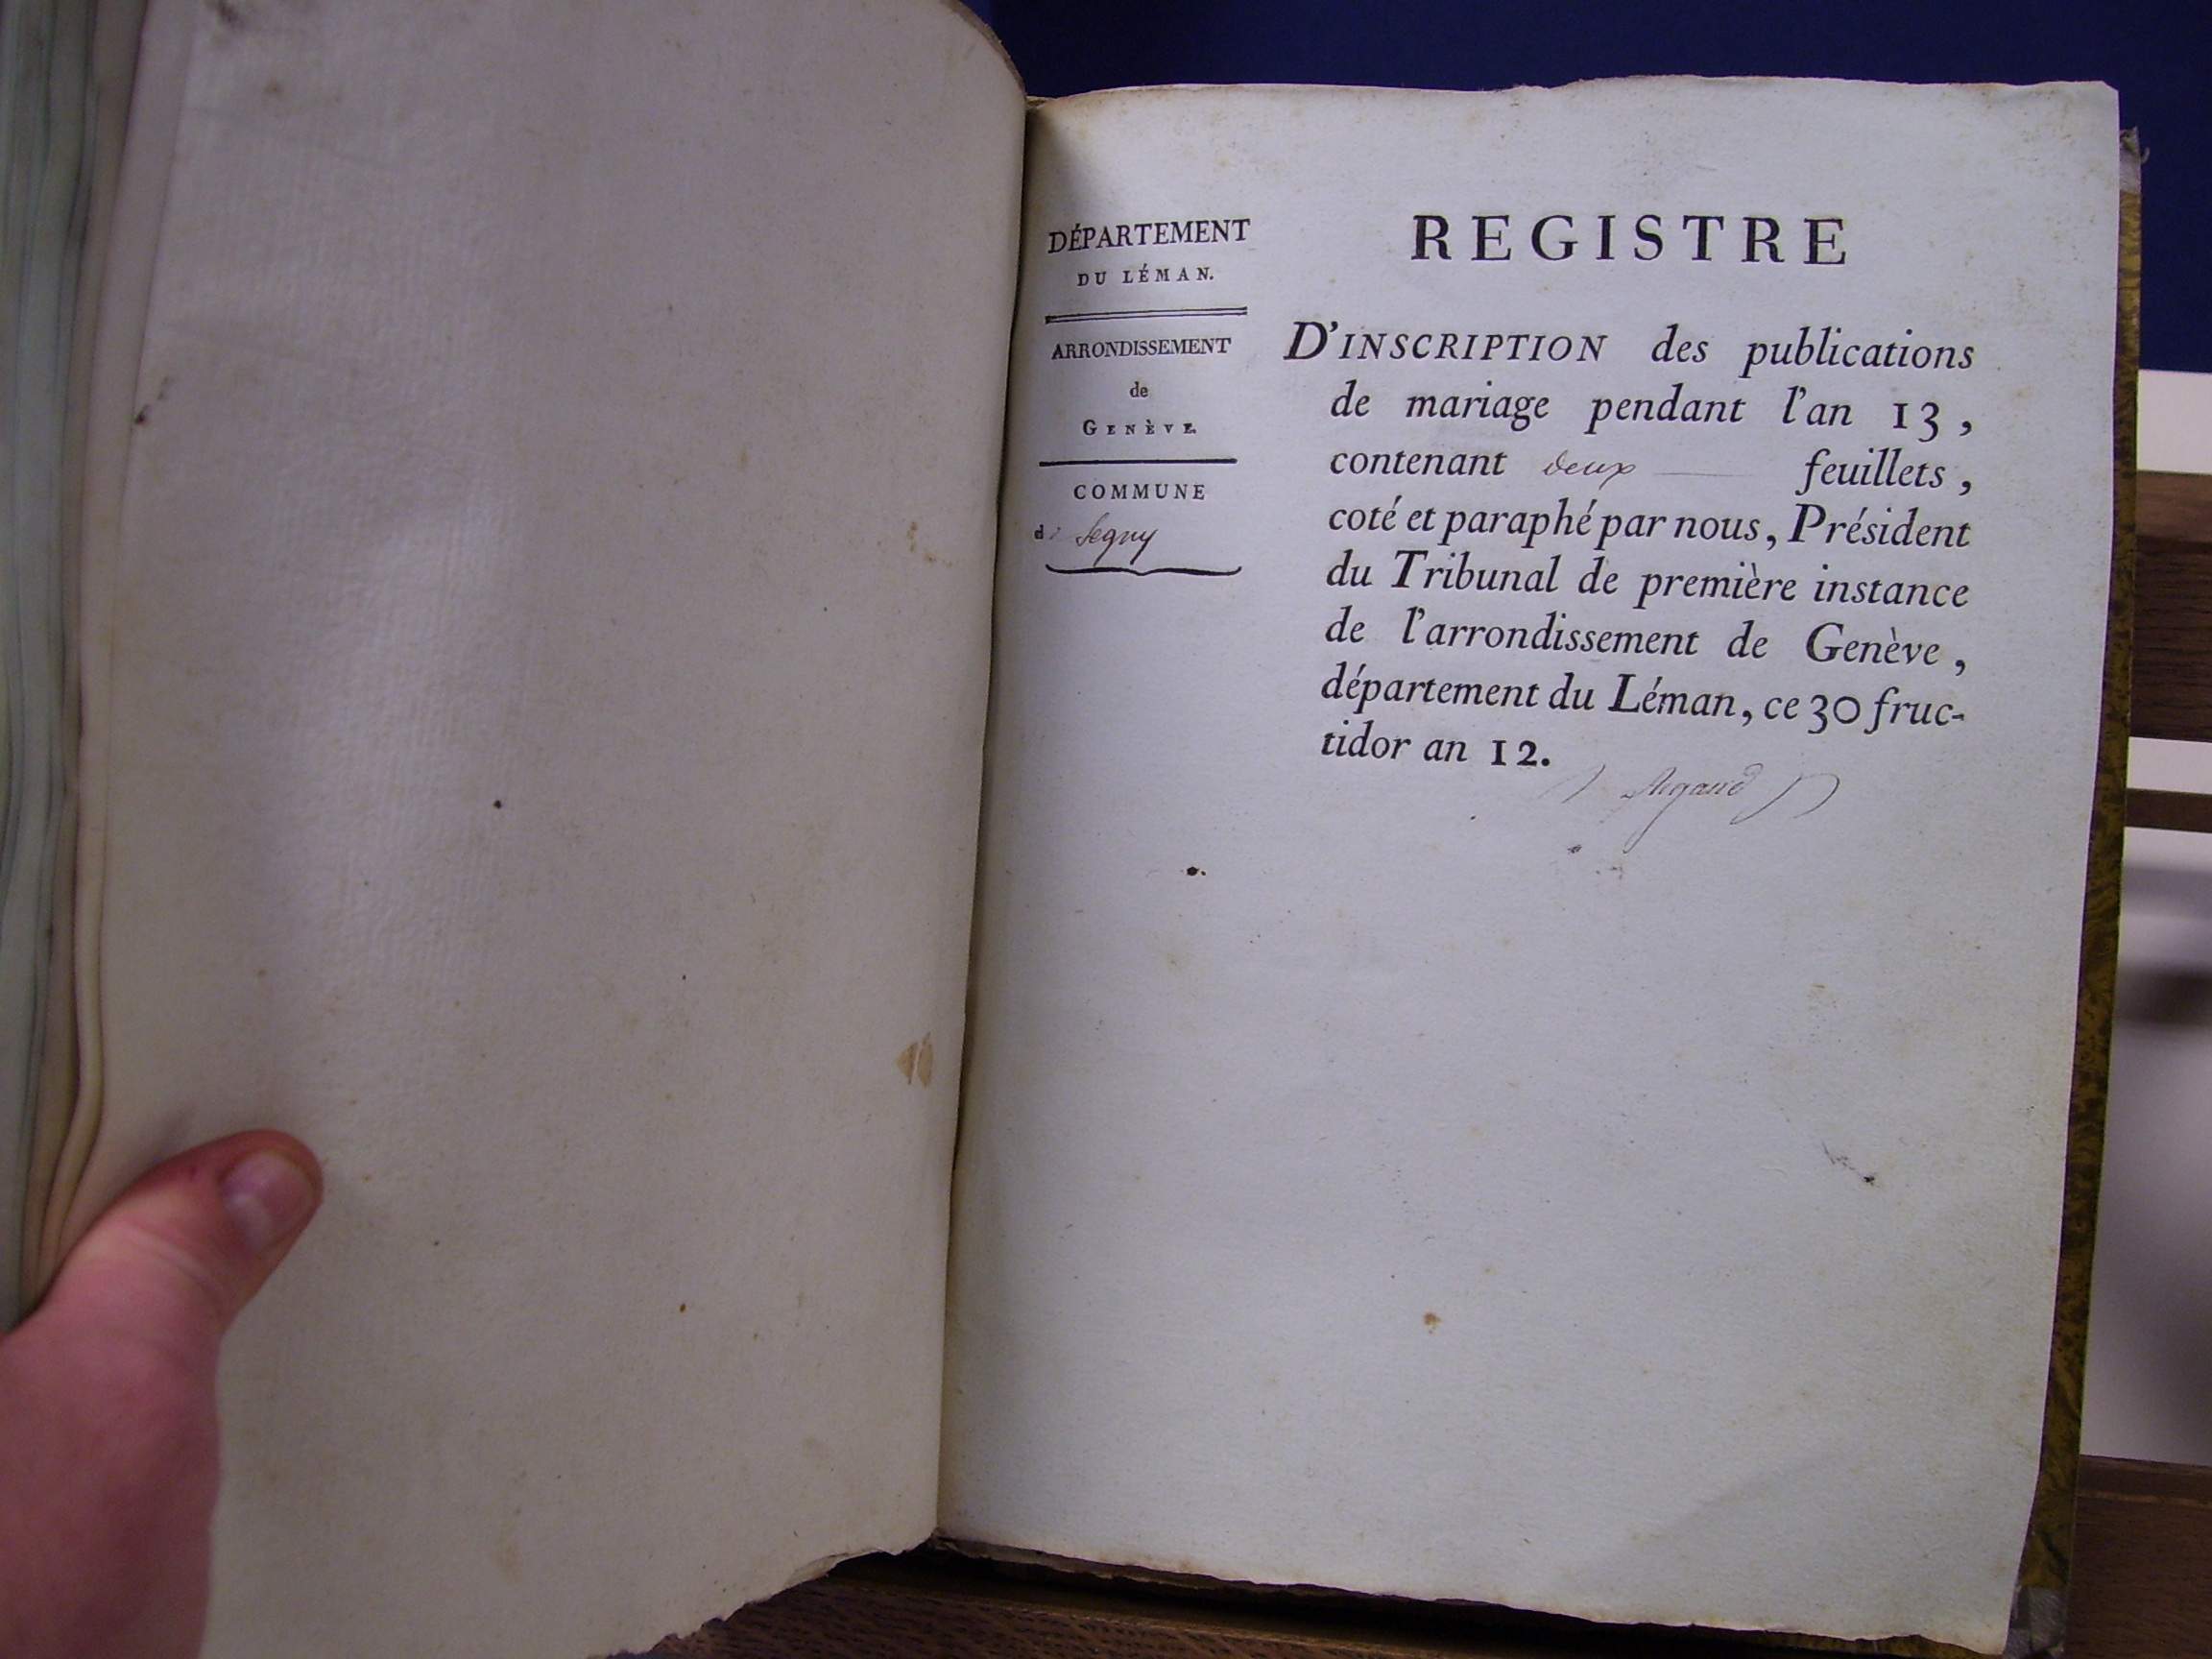 DÉPARTEMENT
DU LÉMAN.
ARRONDISSEMENT
de
GENÈVE.
COMMUNE
de Segny
REGISTRE
D'INSCRIPTION des publications
de mariage pendant l'an 13,
contenant deux feuillets,
coté et paraphé par nous, Président
du Tribunal de première instance
de l'arrondissement de Genève,
département du Léman, ce 30 fruc-
tidor an 12.